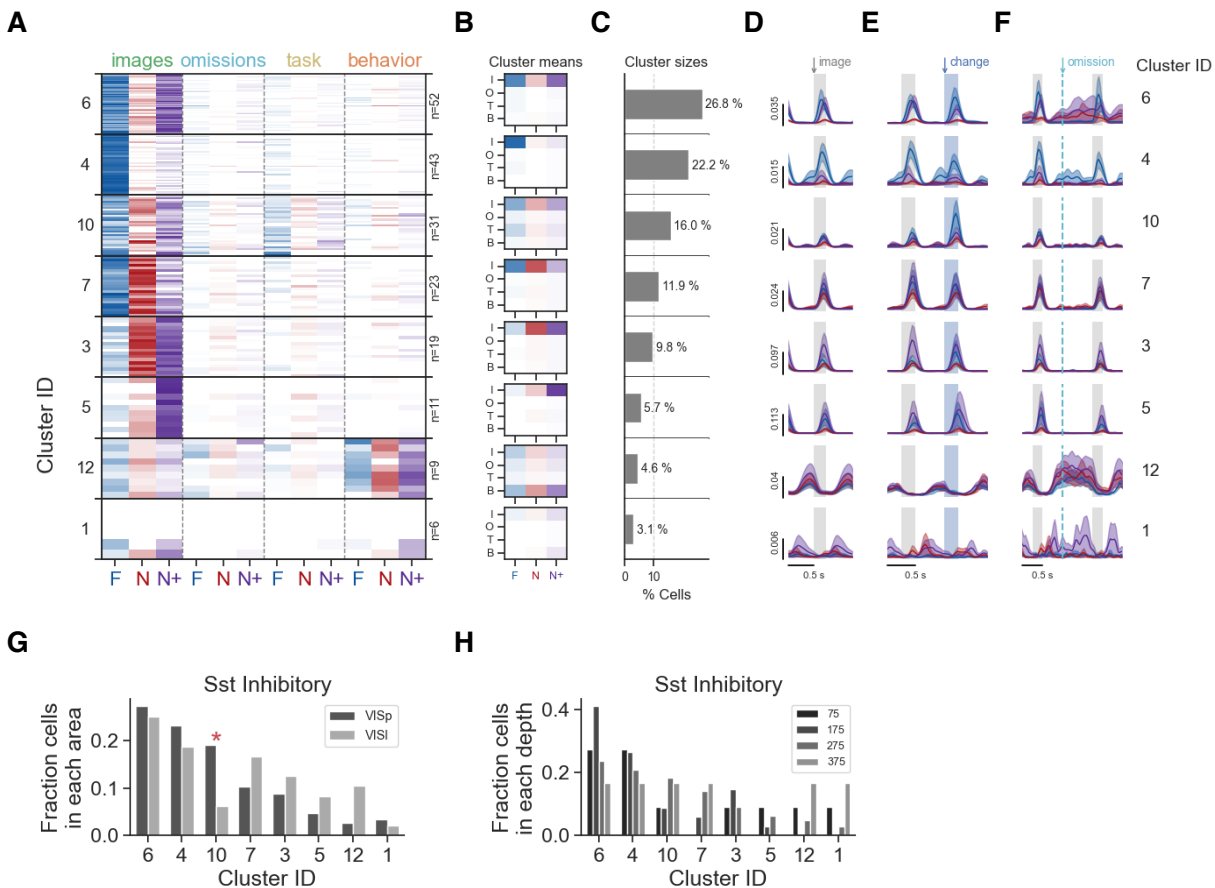 A
B
C
D
E
F
images omissions task behavior
Cluster means
Cluster sizes
image
change
omission
Cluster ID
6
4
10
7
3
5
12
1
Cluster ID
n=52
n=43
n=31
n=23
n=19
n=11
n=9
n=6
F N N+ F N N+ F N N+ F N N+
I
O
T
B
I
O
T
B
I
O
T
B
I
O
T
B
I
O
T
B
I
O
T
B
I
O
T
B
I
O
T
B
F N N+
26.8 %
22.2 %
16.0 %
11.9 %
9.8 %
5.7 %
4.6 %
3.1 %
0 10
% Cells
0.035
0.015
0.021
0.024
0.097
0.113
0.04
0.006
0.5 s
0.5 s
0.5 s
6
4
10
7
3
5
12
1
G
Sst Inhibitory
VISp
VISl
*
Fraction cells
in each area
0.2
0.1
0.0
6 4 10 7 3 5 12 1
Cluster ID
H
Sst Inhibitory
75
175
275
375
Fraction cells
in each depth
0.4
0.2
0.0
6 4 10 7 3 5 12 1
Cluster ID